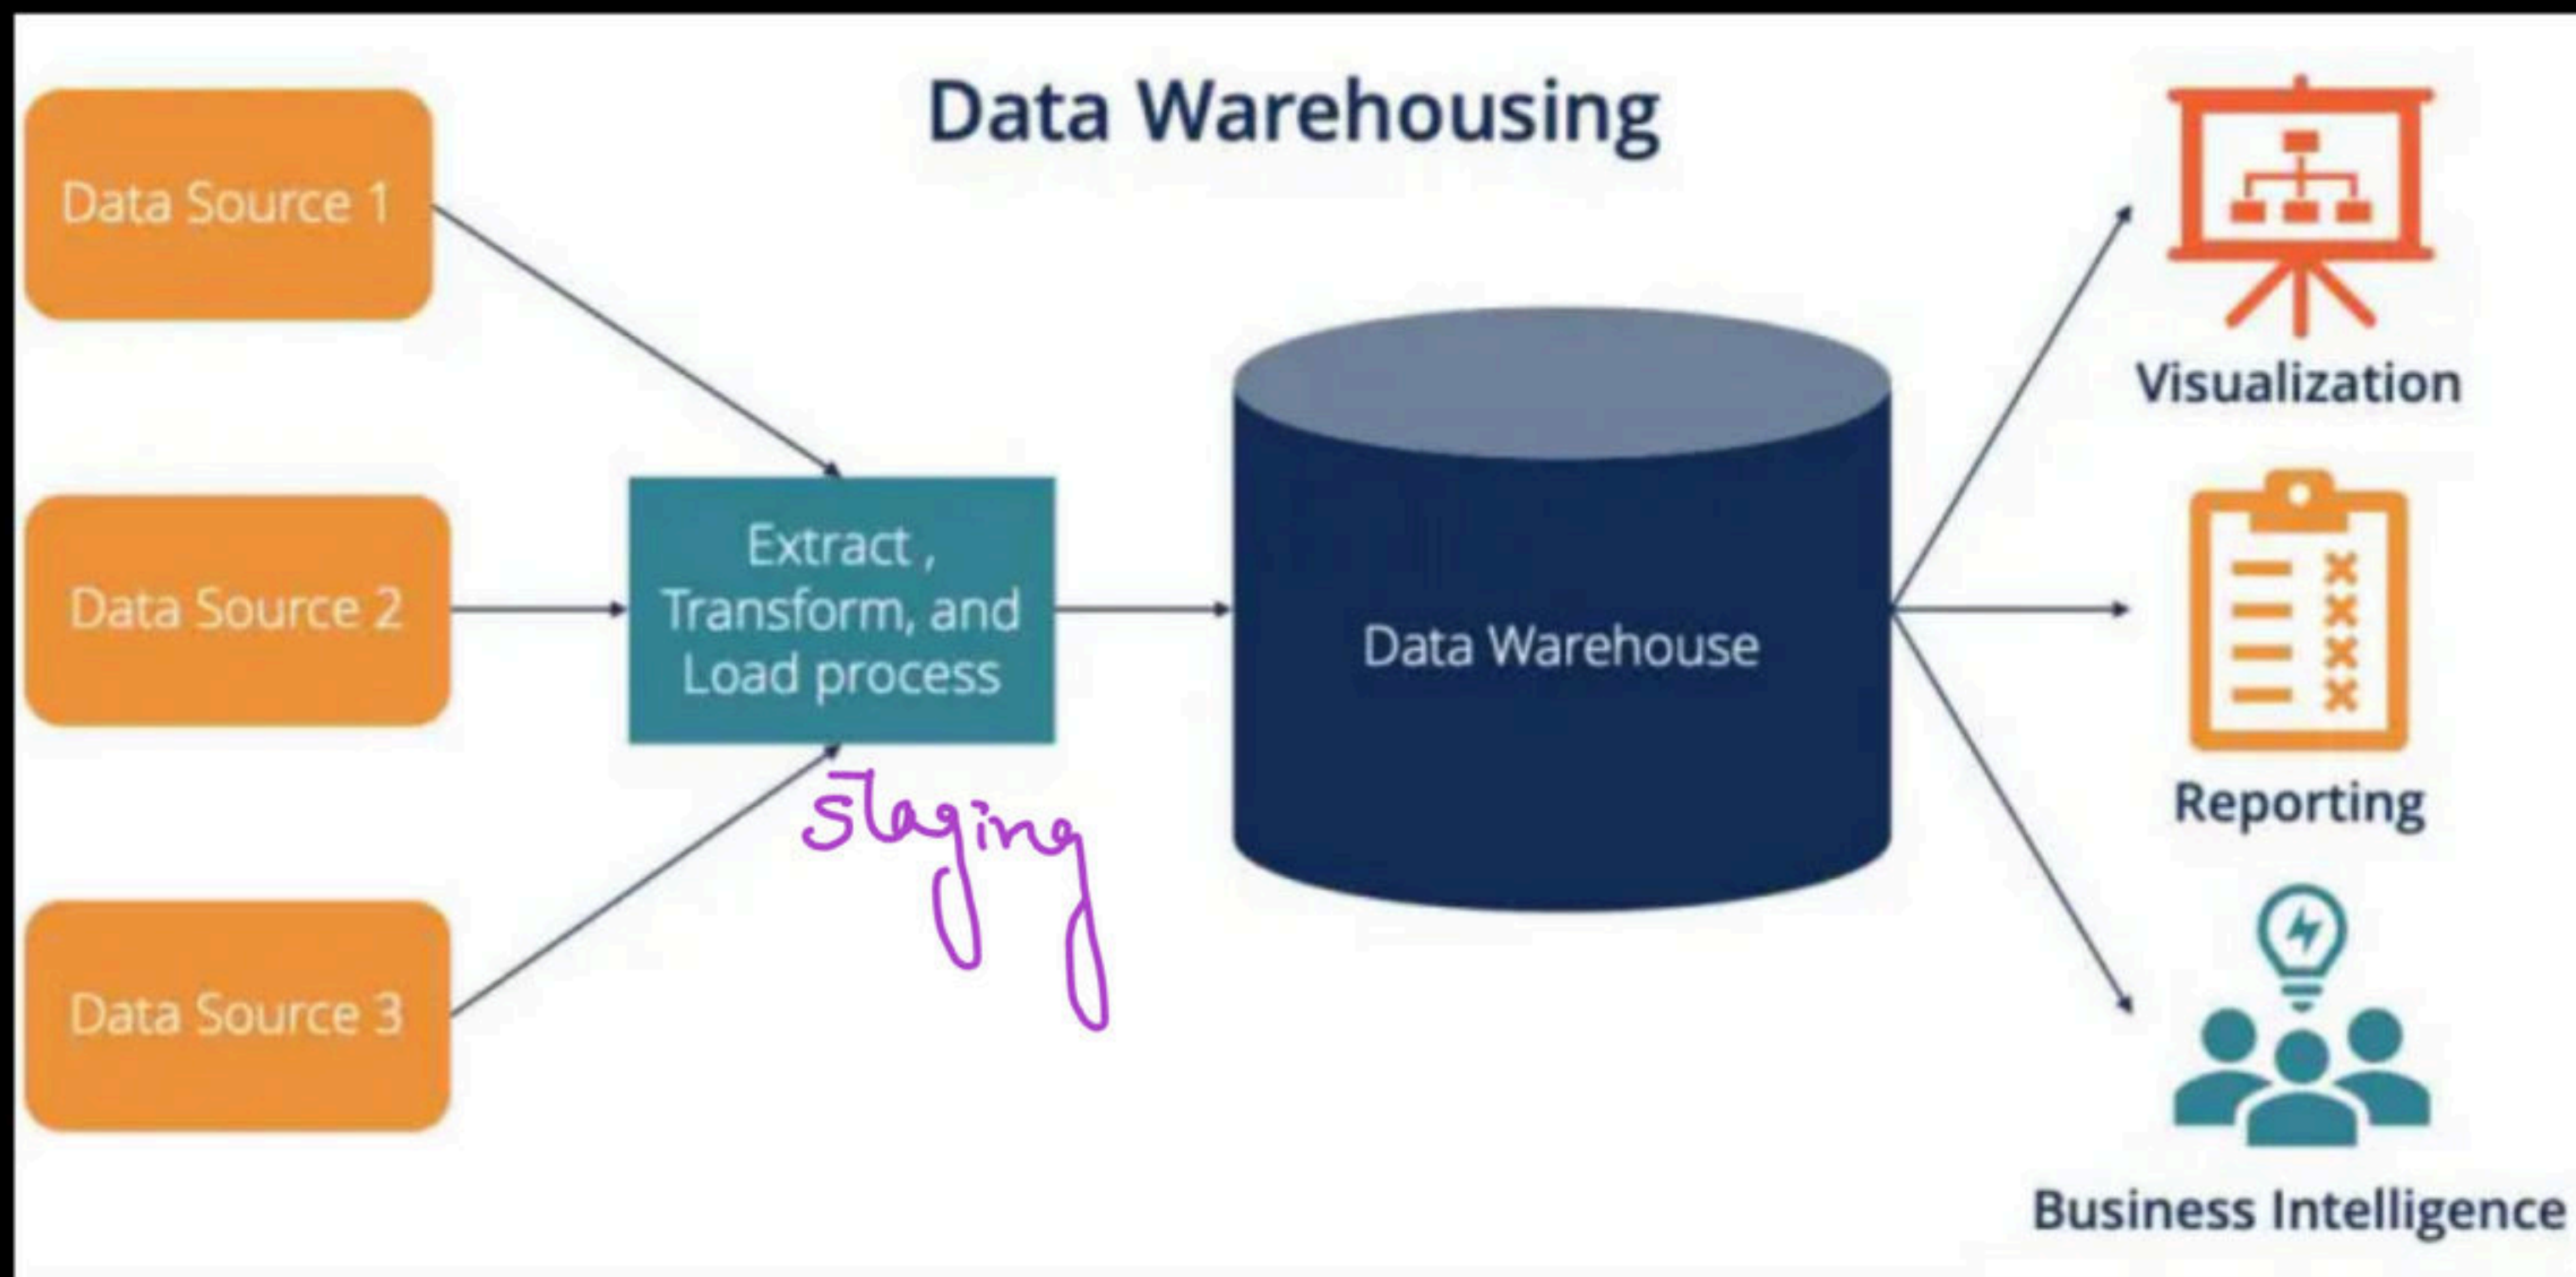 Data Warehousing
Data Source 1
Data Source 2
Data Source 3
Extract ,
Transform, and
Load process
staging
Data Warehouse
Visualization
Reporting
Business Intelligence